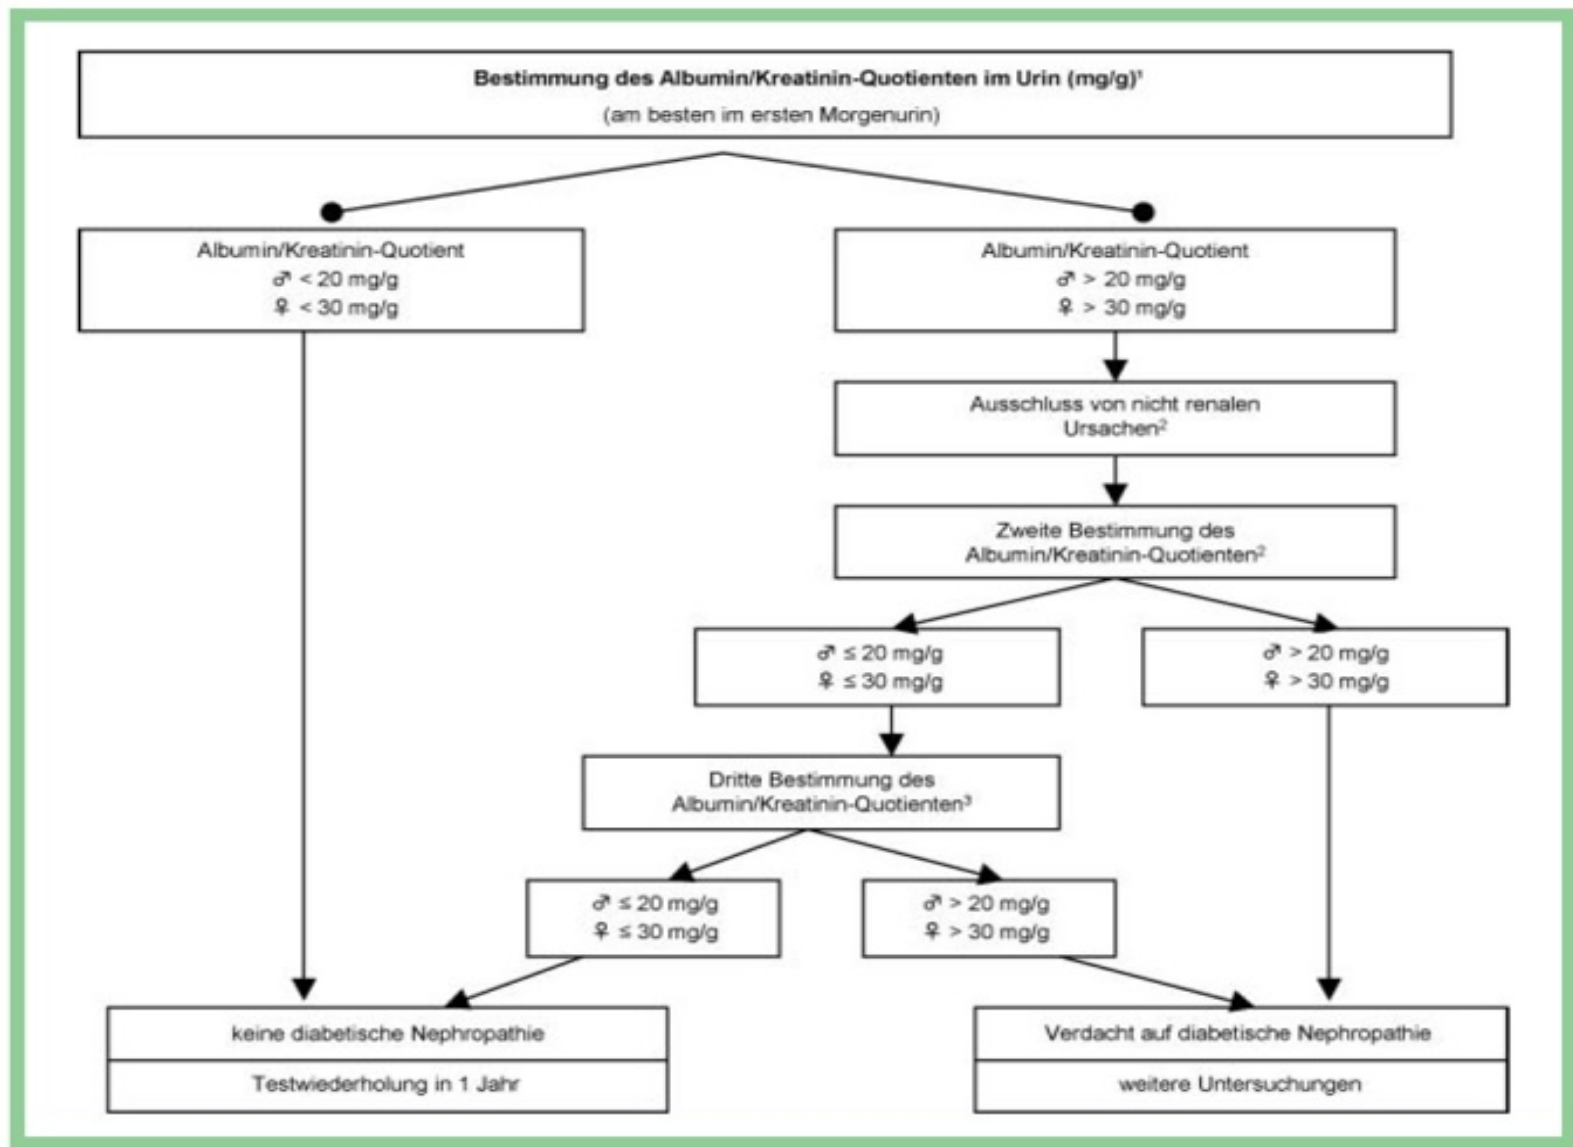 Bestimmung des Albumin/Kreatinin-Quotienten im Urin (mg/g)¹
(am besten im ersten Morgenurin)
Albumin/Kreatinin-Quotient
♂ < 20 mg/g
♀ < 30 mg/g
Albumin/Kreatinin-Quotient
♂ > 20 mg/g
♀ > 30 mg/g
Ausschluss von nicht renalen
Ursachen²
Zweite Bestimmung des
Albumin/Kreatinin-Quotienten²
♂ ≤ 20 mg/g
♀ ≤ 30 mg/g
♂ > 20 mg/g
♀ > 30 mg/g
Dritte Bestimmung des
Albumin/Kreatinin-Quotienten³
♂ ≤ 20 mg/g
♀ ≤ 30 mg/g
♂ > 20 mg/g
♀ > 30 mg/g
keine diabetische Nephropathie
Testwiederholung in 1 Jahr
Verdacht auf diabetische Nephropathie
weitere Untersuchungen